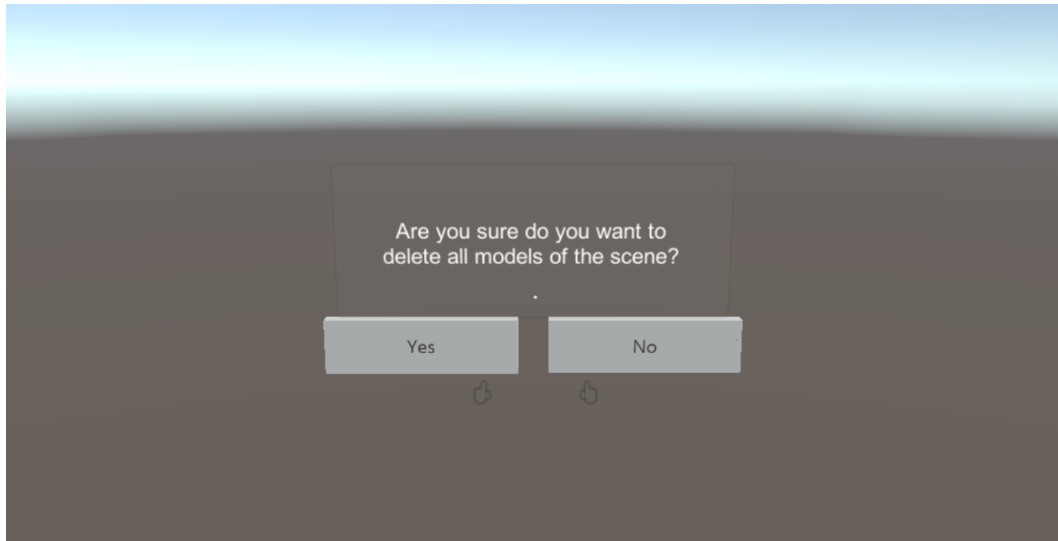 Are you sure do you want to
delete all models of the scene?
Yes
No